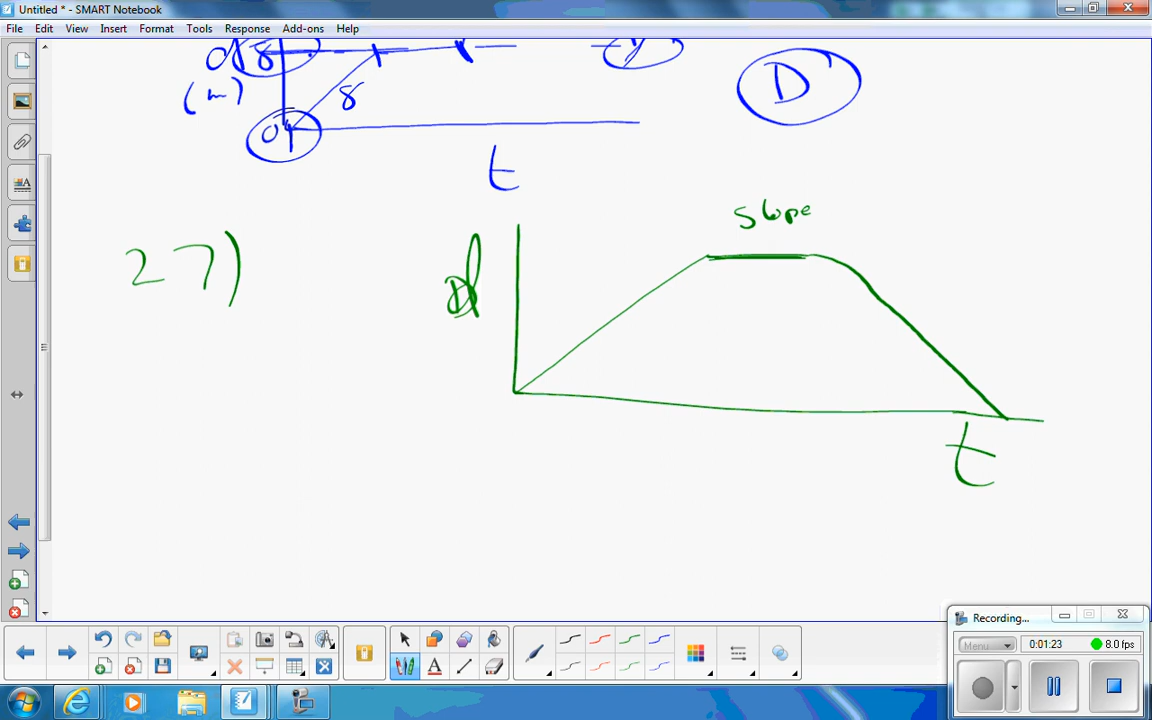 Untitled * - SMART Notebook
File Edit View Insert Format Tools Response Add-ons Help
d 8
(m)
8
D
0
t
slope
27)
d
t
Recording...
Menu 0:01:23 8.0 fps